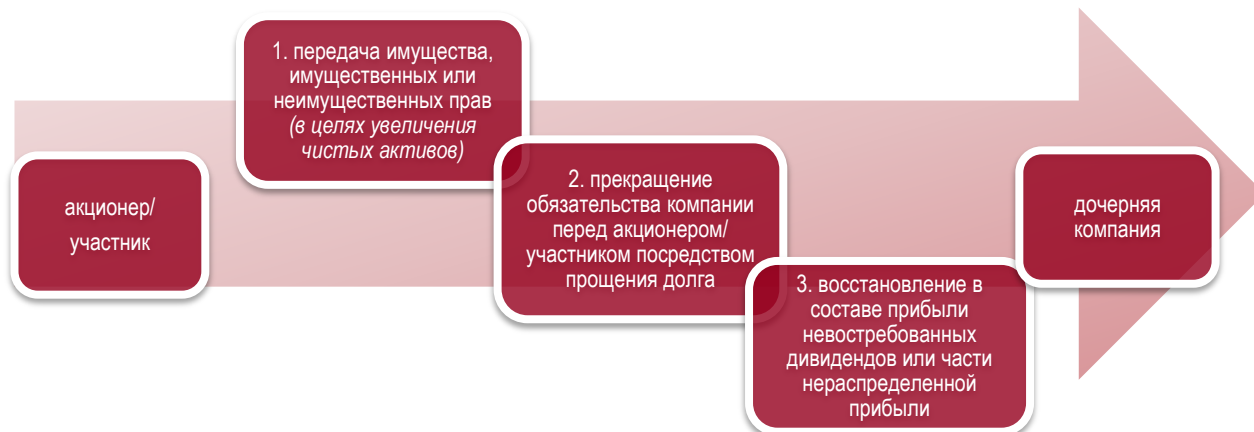 акционер/
участник
1. передача имущества,
имущественных или
неимущественных прав
(в целях увеличения
чистых активов)
2. прекращение
обязательства компании
перед акционером/
участником посредством
прощения долга
3. восстановление в
составе прибыли
невостребованных
дивидендов или части
нераспределенной
прибыли
дочерняя
компания